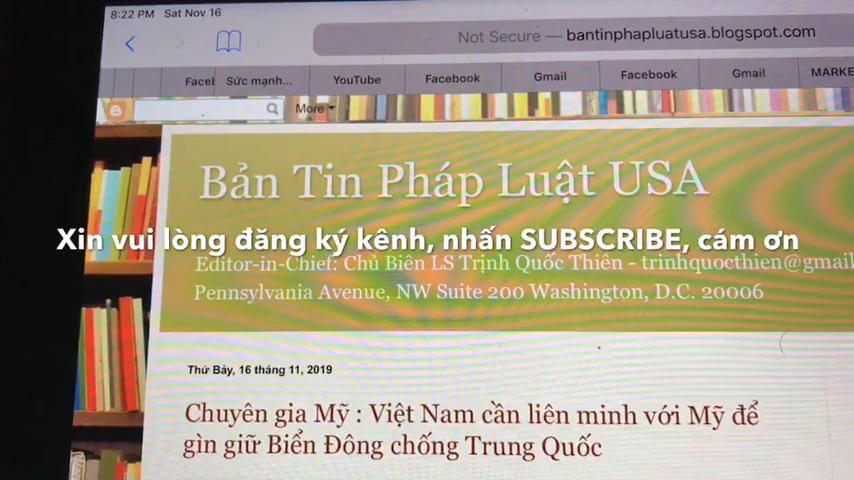 8:22 PM Sat Nov 16
Not Secure — bantinphapluatusa.blogspot.com
Faceb Sức mạnh... YouTube Facebook Gmail Facebook Gmail MARKE
More
Bản Tin Pháp Luật USA
Xin vui lòng đăng ký kênh, nhấn SUBSCRIBE, cám ơn
Editor-in-Chief: Chủ Biên LS Trịnh Quốc Thiên - trinhquocthien@gmail
Pennsylvania Avenue, NW Suite 200 Washington, D.C. 20006
Thứ Bảy, 16 tháng 11, 2019
Chuyên gia Mỹ : Việt Nam cần liên minh với Mỹ để
gìn giữ Biển Đông chống Trung Quốc